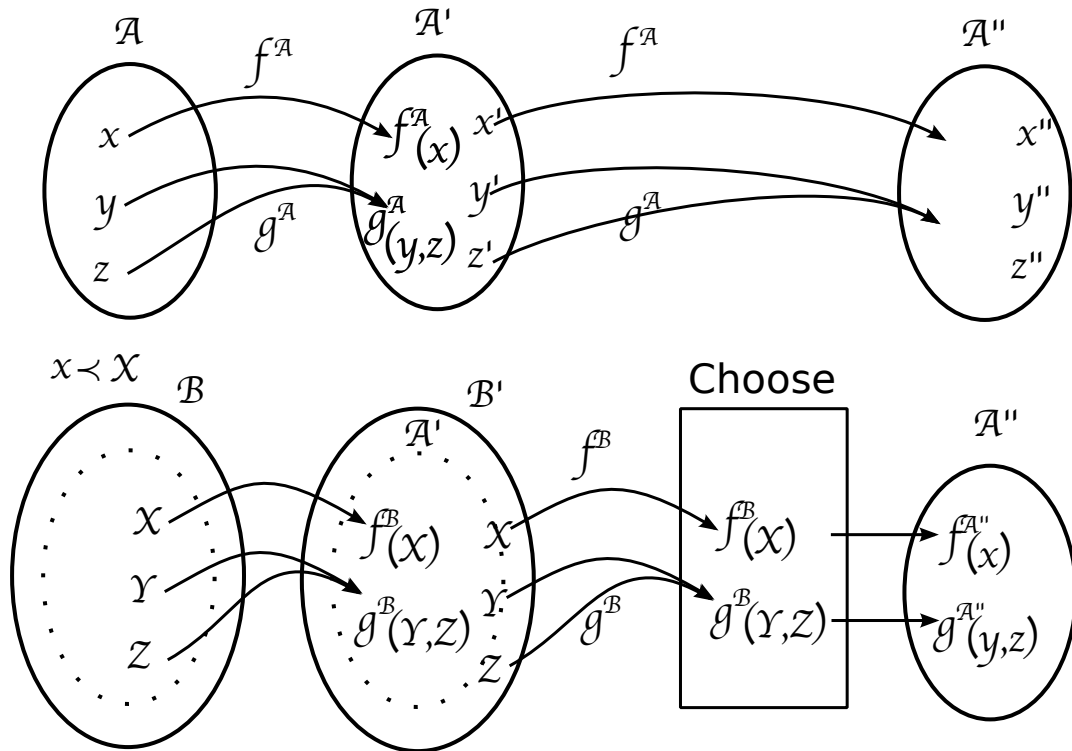 𝒜 𝒜' 𝒜''
f^𝒜 f^𝒜
x f^𝒜(x) x' x''
y g^𝒜(y,z) y' y''
g^𝒜 g^𝒜
z z' z''
x≺X ℬ ℬ' Choose 𝒜''
𝒜' f^ℬ
X f^ℬ(X) X f^ℬ(X) f^𝒜''(x)
Y g^ℬ(Y,Z) Y g^ℬ(Y,Z) g^𝒜''(y,z)
Z Z g^ℬ